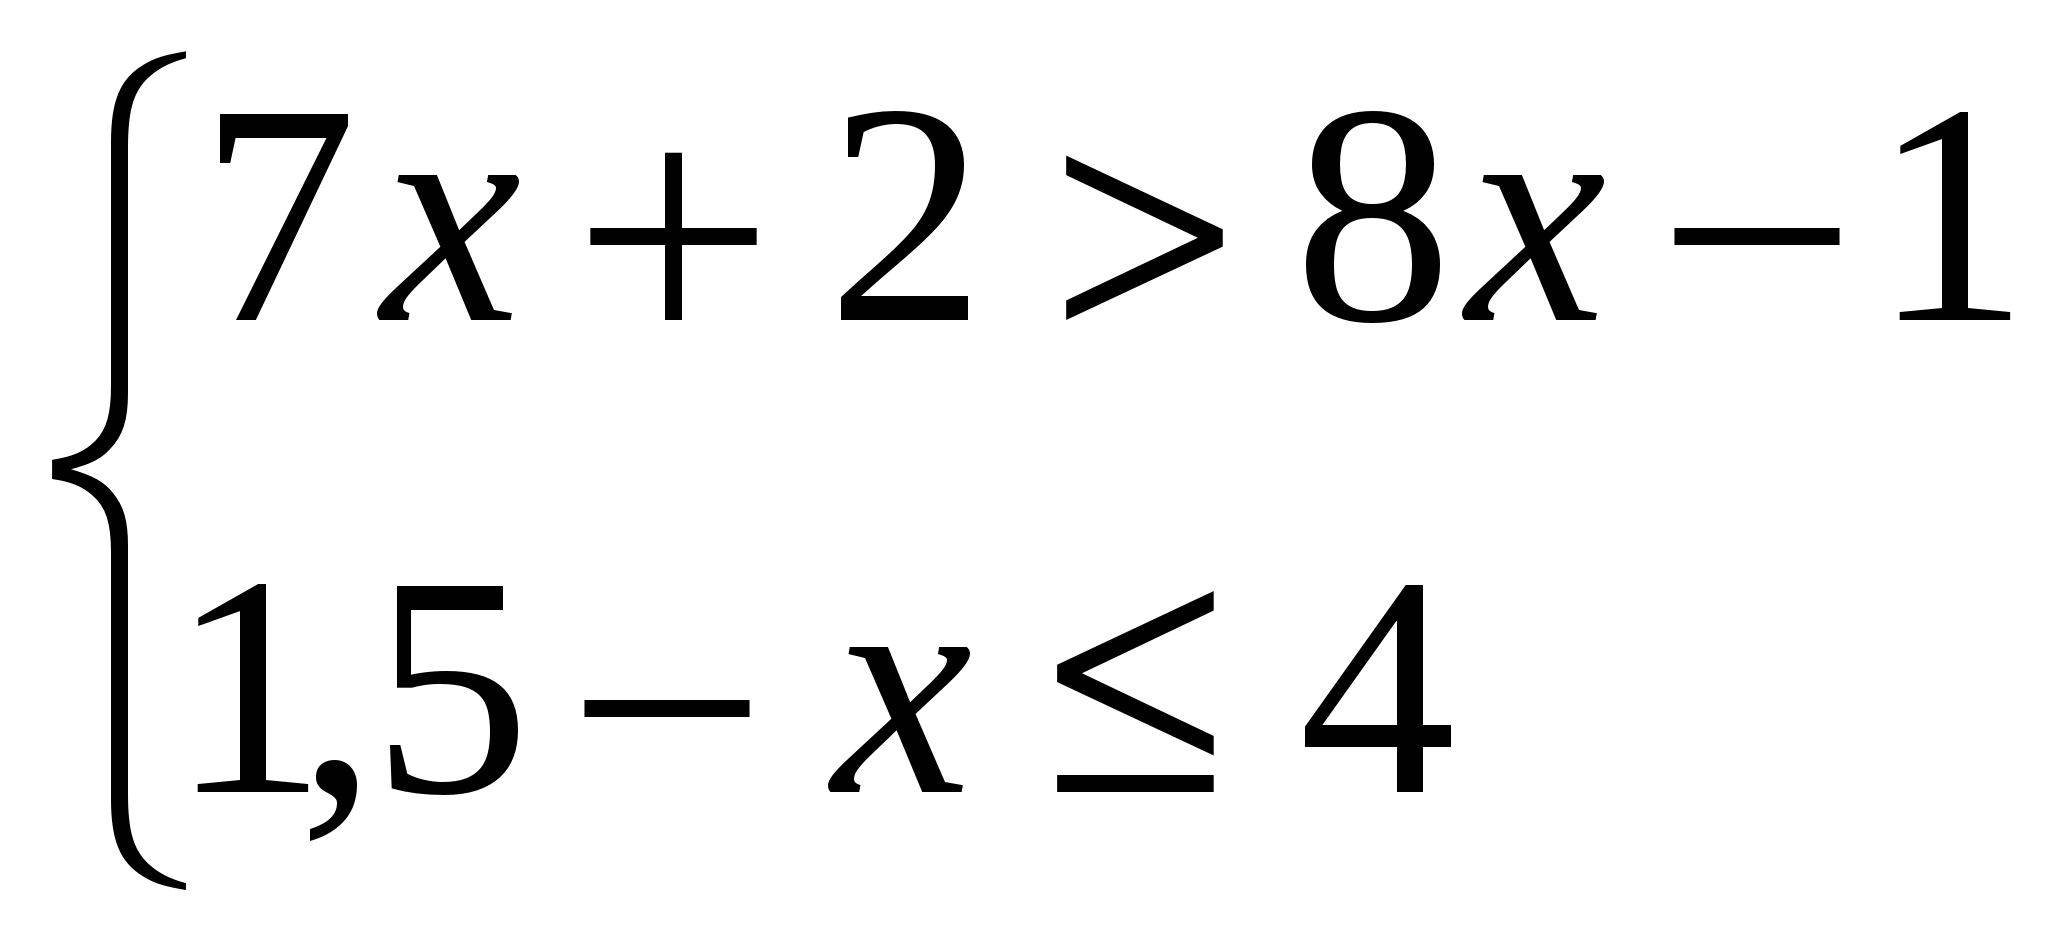 7x + 2 > 8x − 1
1,5 − x ≤ 4